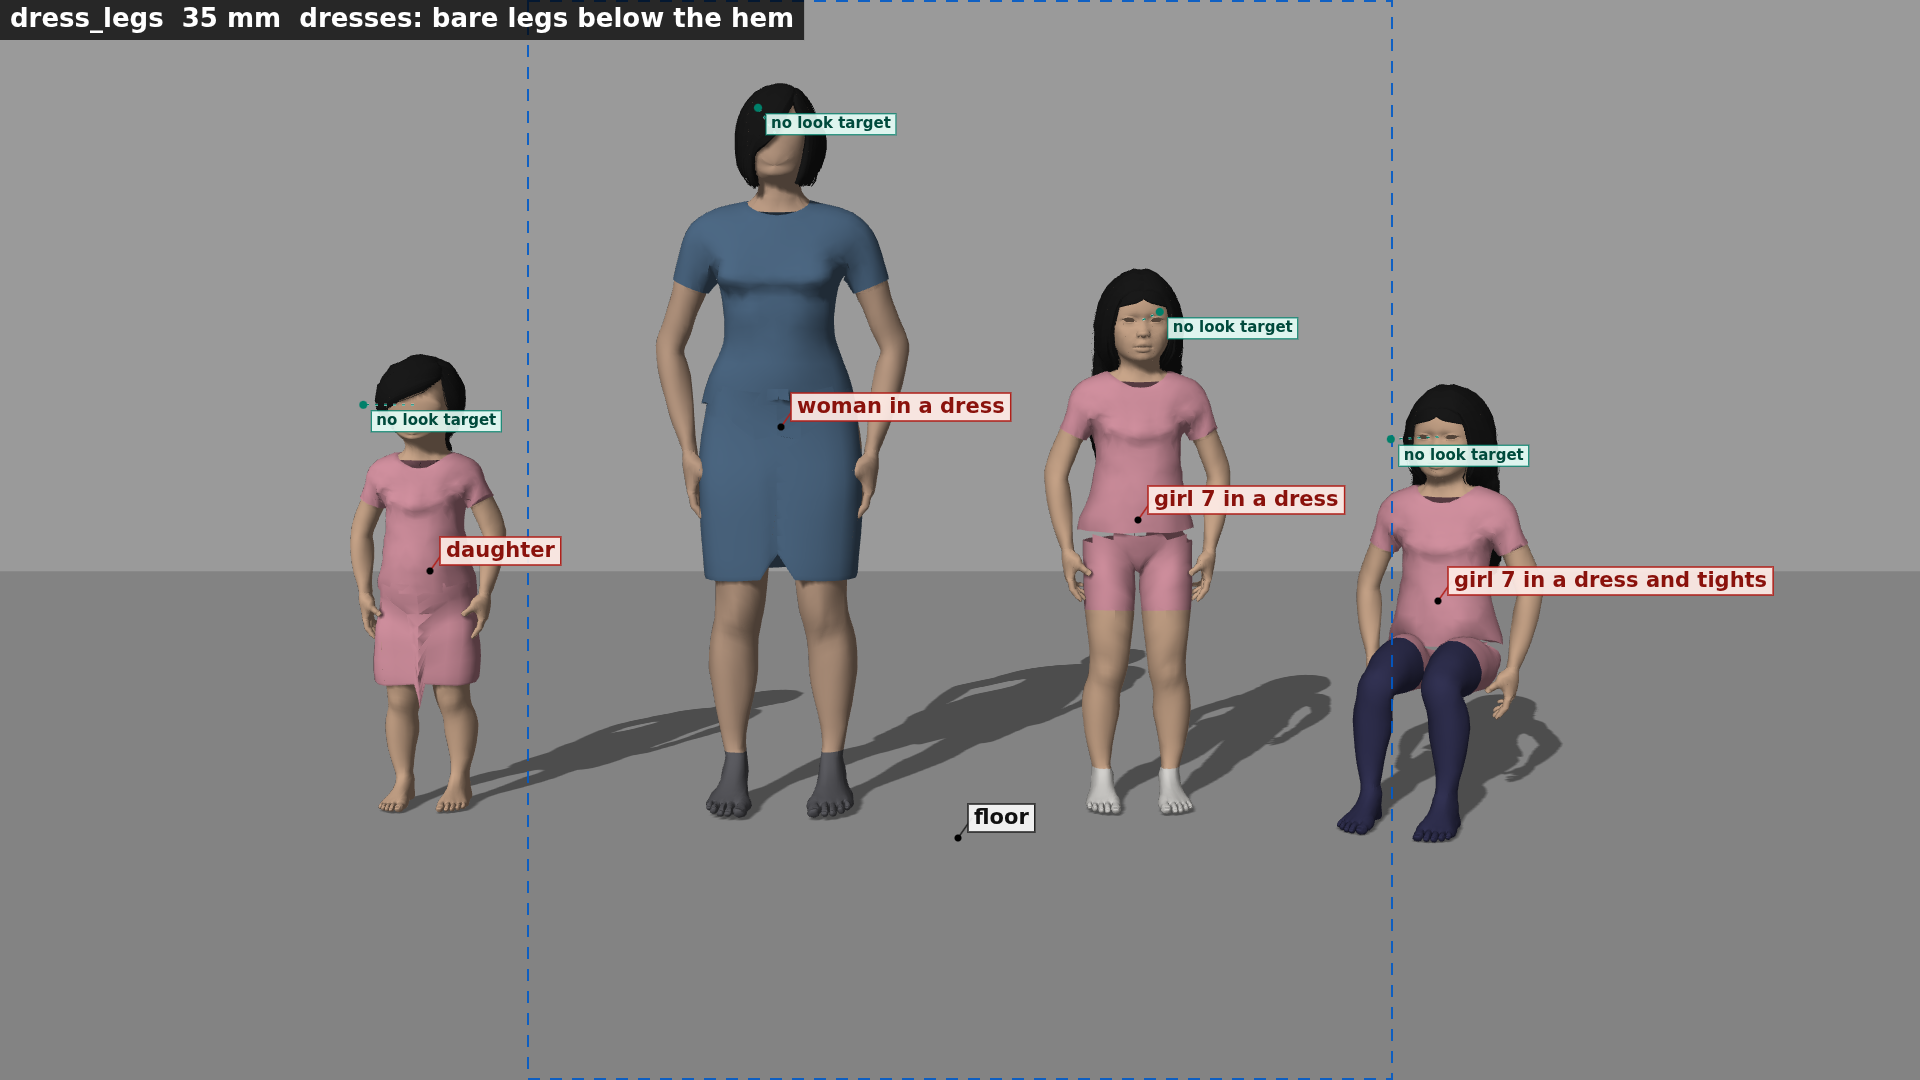 dress_legs 35 mm dresses: bare legs below the hem
no look target
no look target
no look target
woman in a dress
no look target
girl 7 in a dress
daughter
girl 7 in a dress and tights
floor